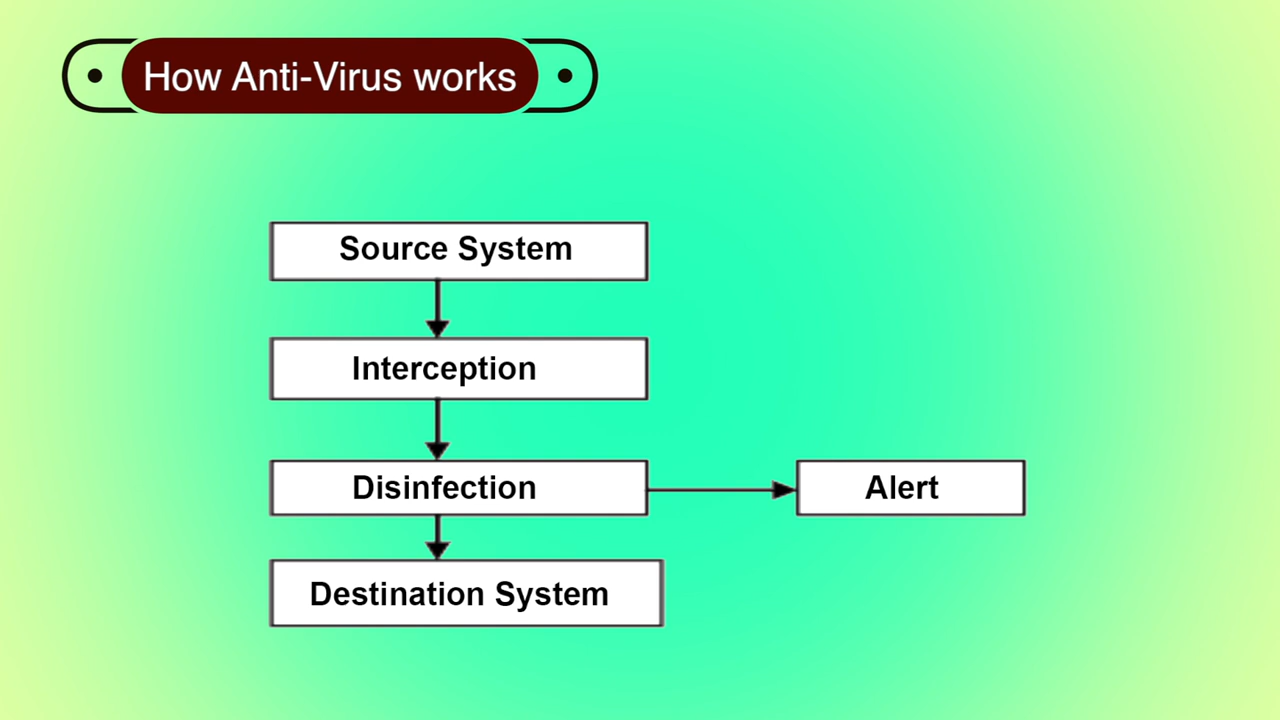 How Anti-Virus works
Source System
Interception
Disinfection
Alert
Destination System